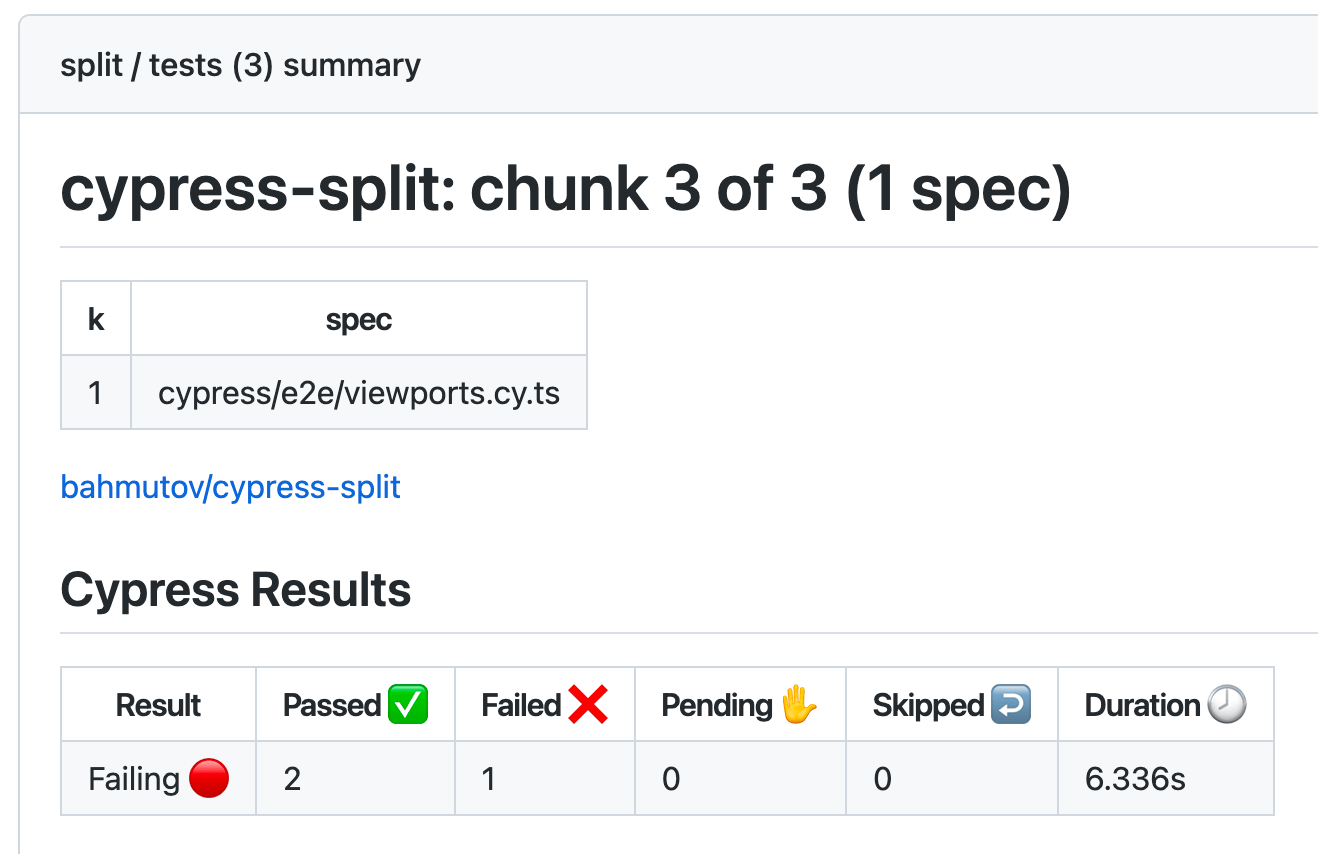 split / tests (3) summary
cypress-split: chunk 3 of 3 (1 spec)
k spec
1 cypress/e2e/viewports.cy.ts
bahmutov/cypress-split
Cypress Results
Result Passed ✅ Failed ❌ Pending ✋ Skipped ↩️ Duration 🕗
Failing 🔴 2 1 0 0 6.336s